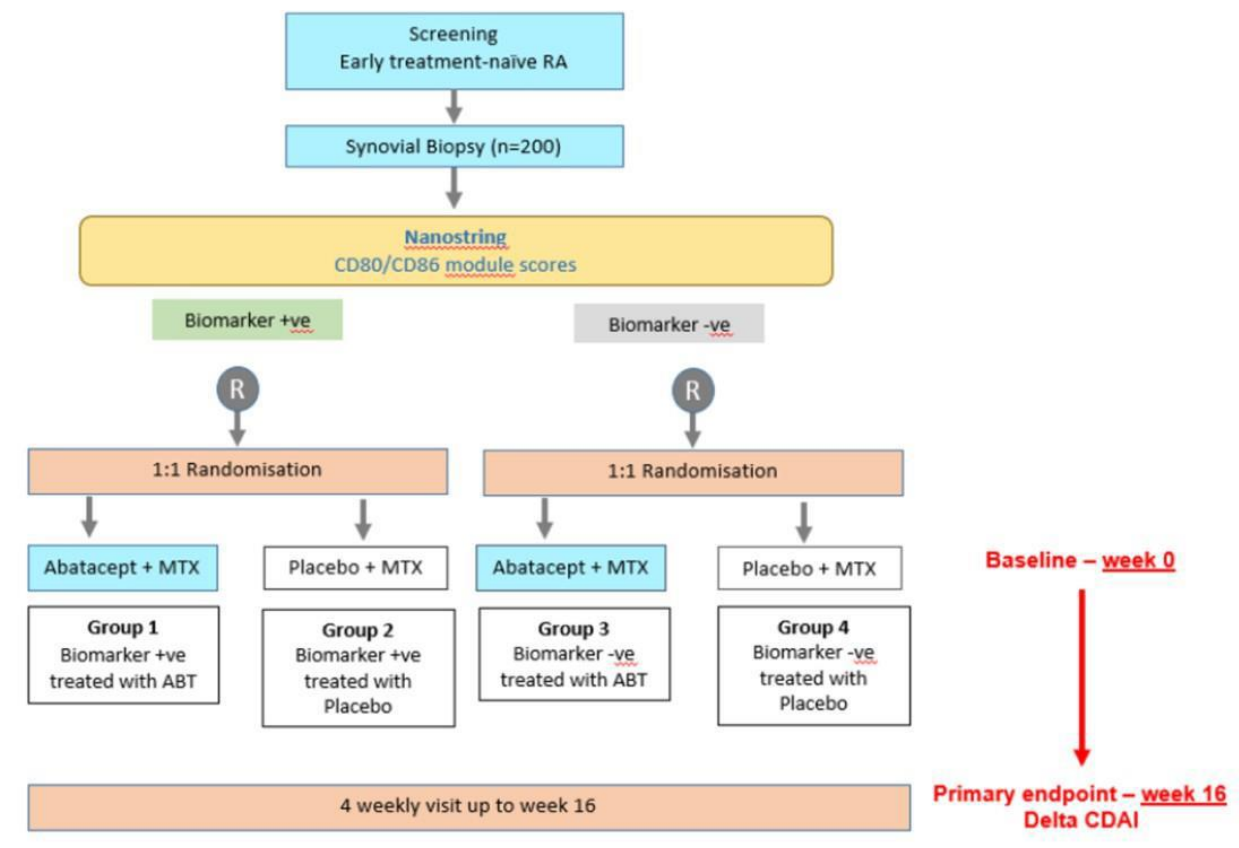 Screening
Early treatment-naïve RA
Synovial Biopsy (n=200)
Nanostring
CD80/CD86 module scores
Biomarker +ve
Biomarker -ve
R
R
1:1 Randomisation
1:1 Randomisation
Abatacept + MTX
Placebo + MTX
Abatacept + MTX
Placebo + MTX
Baseline – week 0
Group 1
Biomarker +ve
treated with ABT
Group 2
Biomarker +ve
treated with
Placebo
Group 3
Biomarker -ve
treated with ABT
Group 4
Biomarker -ve
treated with
Placebo
4 weekly visit up to week 16
Primary endpoint – week 16
Delta CDAI